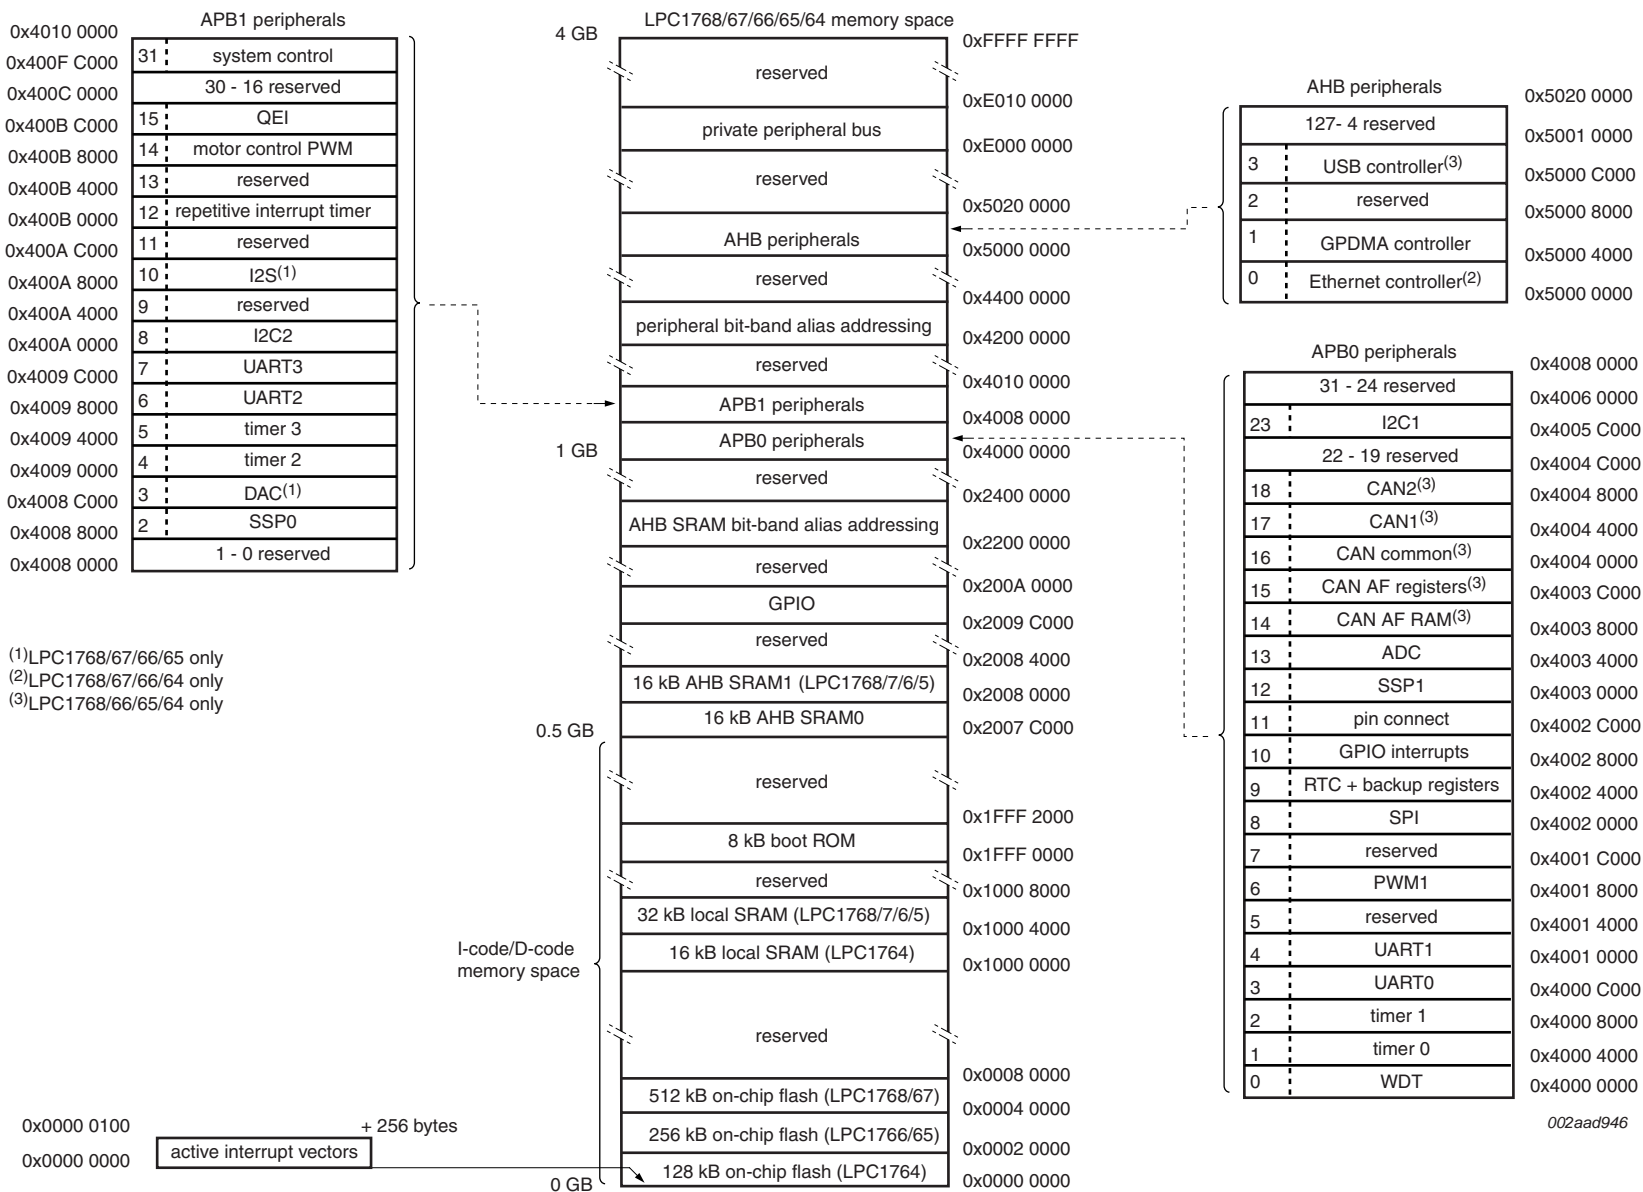 APB1 peripherals
0x4010 0000
31 system control
0x400F C000
30 - 16 reserved
0x400C 0000
15 QEI
0x400B C000
14 motor control PWM
0x400B 8000
13 reserved
0x400B 4000
12 repetitive interrupt timer
0x400B 0000
11 reserved
0x400A C000
10 I2S(1)
0x400A 8000
9 reserved
0x400A 4000
8 I2C2
0x400A 0000
7 UART3
0x4009 C000
6 UART2
0x4009 8000
5 timer 3
0x4009 4000
4 timer 2
0x4009 0000
3 DAC(1)
0x4008 C000
2 SSP0
0x4008 8000
1 - 0 reserved
0x4008 0000
(1)LPC1768/67/66/65 only
(2)LPC1768/67/66/64 only
(3)LPC1768/66/65/64 only
0x0000 0100
+ 256 bytes
active interrupt vectors
0x0000 0000
LPC1768/67/66/65/64 memory space
4 GB
0xFFFF FFFF
reserved
0xE010 0000
private peripheral bus
0xE000 0000
reserved
0x5020 0000
AHB peripherals
0x5000 0000
reserved
0x4400 0000
peripheral bit-band alias addressing
0x4200 0000
reserved
0x4010 0000
APB1 peripherals
0x4008 0000
APB0 peripherals
1 GB
0x4000 0000
reserved
0x2400 0000
AHB SRAM bit-band alias addressing
0x2200 0000
reserved
0x200A 0000
GPIO
0x2009 C000
reserved
0x2008 4000
16 kB AHB SRAM1 (LPC1768/7/6/5)
0x2008 0000
16 kB AHB SRAM0
0.5 GB
0x2007 C000
reserved
0x1FFF 2000
8 kB boot ROM
0x1FFF 0000
reserved
0x1000 8000
32 kB local SRAM (LPC1768/7/6/5)
0x1000 4000
I-code/D-code
memory space
16 kB local SRAM (LPC1764)
0x1000 0000
reserved
0x0008 0000
512 kB on-chip flash (LPC1768/67)
0x0004 0000
256 kB on-chip flash (LPC1766/65)
0x0002 0000
128 kB on-chip flash (LPC1764)
0 GB
0x0000 0000
AHB peripherals
0x5020 0000
127- 4 reserved
0x5001 0000
3 USB controller(3)
0x5000 C000
2 reserved
0x5000 8000
1 GPDMA controller
0x5000 4000
0 Ethernet controller(2)
0x5000 0000
APB0 peripherals
0x4008 0000
31 - 24 reserved
0x4006 0000
23 I2C1
0x4005 C000
22 - 19 reserved
0x4004 C000
18 CAN2(3)
0x4004 8000
17 CAN1(3)
0x4004 4000
16 CAN common(3)
0x4004 0000
15 CAN AF registers(3)
0x4003 C000
14 CAN AF RAM(3)
0x4003 8000
13 ADC
0x4003 4000
12 SSP1
0x4003 0000
11 pin connect
0x4002 C000
10 GPIO interrupts
0x4002 8000
9 RTC + backup registers
0x4002 4000
8 SPI
0x4002 0000
7 reserved
0x4001 C000
6 PWM1
0x4001 8000
5 reserved
0x4001 4000
4 UART1
0x4001 0000
3 UART0
0x4000 C000
2 timer 1
0x4000 8000
1 timer 0
0x4000 4000
0 WDT
0x4000 0000
002aad946